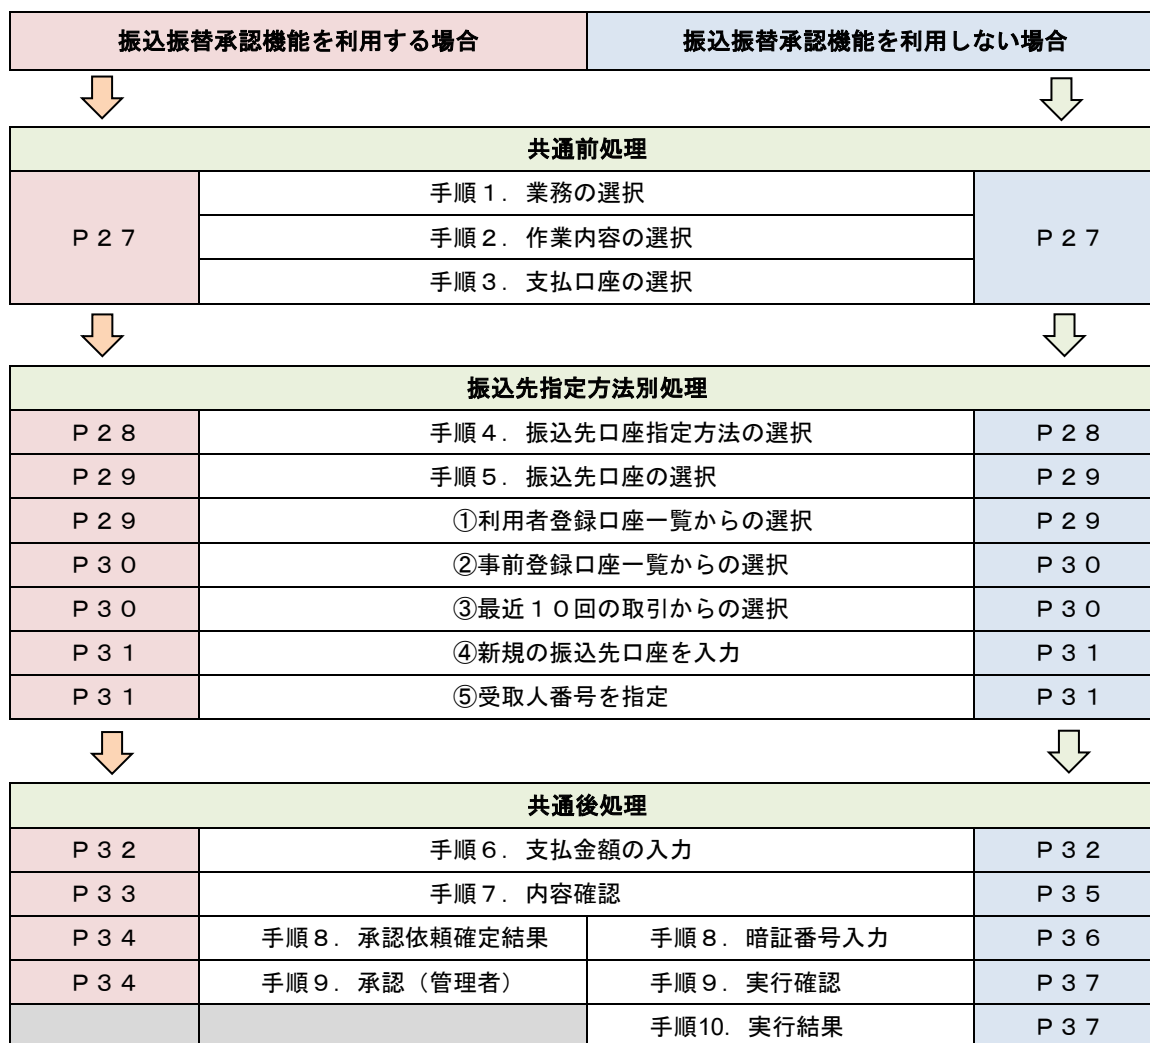 振込振替承認機能を利用する場合 振込振替承認機能を利用しない場合
共通前処理
手順１．業務の選択
Ｐ２７ 手順２．作業内容の選択 Ｐ２７
手順３．支払口座の選択
振込先指定方法別処理
Ｐ２８ 手順４．振込先口座指定方法の選択 Ｐ２８
Ｐ２９ 手順５．振込先口座の選択 Ｐ２９
Ｐ２９ ①利用者登録口座一覧からの選択 Ｐ２９
Ｐ３０ ②事前登録口座一覧からの選択 Ｐ３０
Ｐ３０ ③最近１０回の取引からの選択 Ｐ３０
Ｐ３１ ④新規の振込先口座を入力 Ｐ３１
Ｐ３１ ⑤受取人番号を指定 Ｐ３１
共通後処理
Ｐ３２ 手順６．支払金額の入力 Ｐ３２
Ｐ３３ 手順７．内容確認 Ｐ３５
Ｐ３４ 手順８．承認依頼確定結果 手順８．暗証番号入力 Ｐ３６
Ｐ３４ 手順９．承認（管理者） 手順９．実行確認 Ｐ３７
手順10．実行結果 Ｐ３７